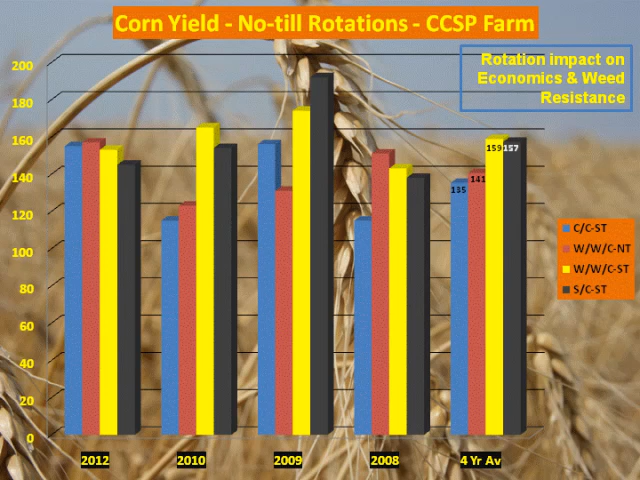 Corn Yield - No-till Rotations - CCSP Farm
Rotation impact on
Economics & Weed
Resistance
200
180
160
140
120
100
80
60
40
20
0
135
141
159
157
C/C-ST
W/W/C-NT
W/W/C-ST
S/C-ST
2012
2010
2009
2008
4 Yr Av